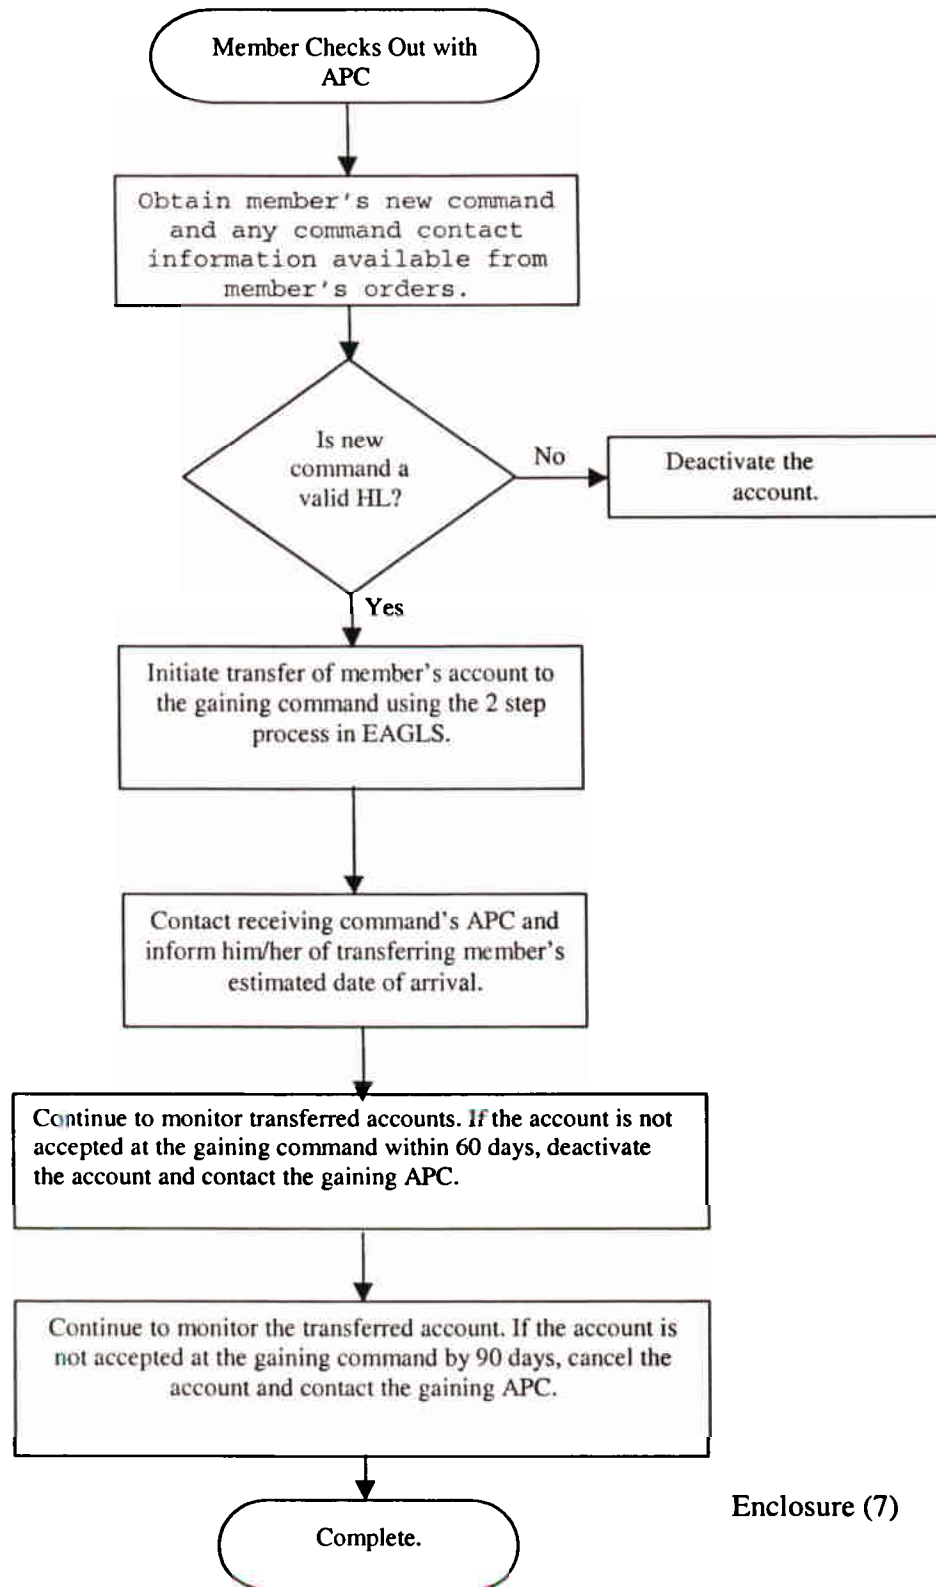 Member Checks Out with
APC
Obtain member's new command
and any command contact
information available from
member's orders.
Is new
command a
valid HL?
No
Deactivate the
account.
Yes
Initiate transfer of member's account to
the gaining command using the 2 step
process in EAGLS.
Contact receiving command's APC and
inform him/her of transferring member's
estimated date of arrival.
Continue to monitor transferred accounts. If the account is not
accepted at the gaining command within 60 days, deactivate
the account and contact the gaining APC.
Continue to monitor the transferred account. If the account is
not accepted at the gaining command by 90 days, cancel the
account and contact the gaining APC.
Enclosure (7)
Complete.